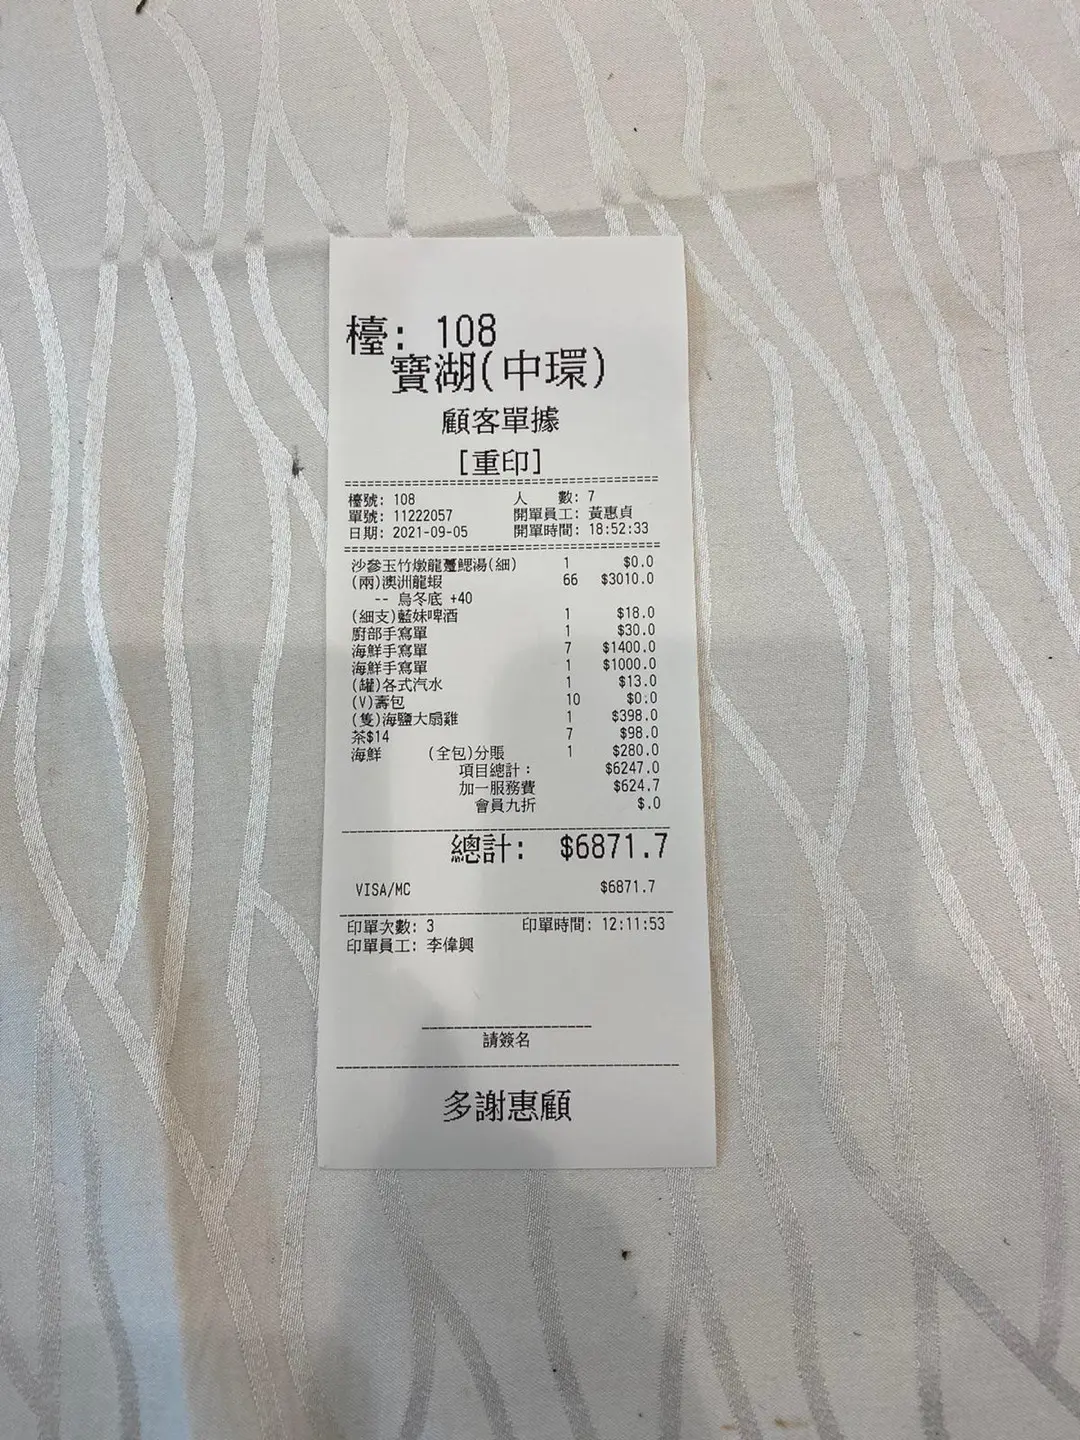 檯: 108
寶湖(中環)
顧客單據
[重印]
檯號: 108 人 數: 7
單號: 11222057 開單員工: 黃惠貞
日期: 2021-09-05 開單時間: 18:52:33
沙參玉竹燉龍躉鰓湯(細) 1 $0.0
(兩)澳洲龍蝦 66 $3010.0
-- 烏冬底 +40
(細支)藍妹啤酒 1 $18.0
廚部手寫單 1 $30.0
海鮮手寫單 7 $1400.0
海鮮手寫單 1 $1000.0
(罐)各式汽水 1 $13.0
(V)壽包 10 $0.0
(隻)海鹽大扇雞 1 $398.0
茶$14 7 $98.0
海鮮 (全包)分賬 1 $280.0
項目總計: $6247.0
加一服務費 $624.7
會員九折 $.0
總計: $6871.7
VISA/MC $6871.7
印單次數: 3 印單時間: 12:11:53
印單員工: 李偉興
請簽名
多謝惠顧